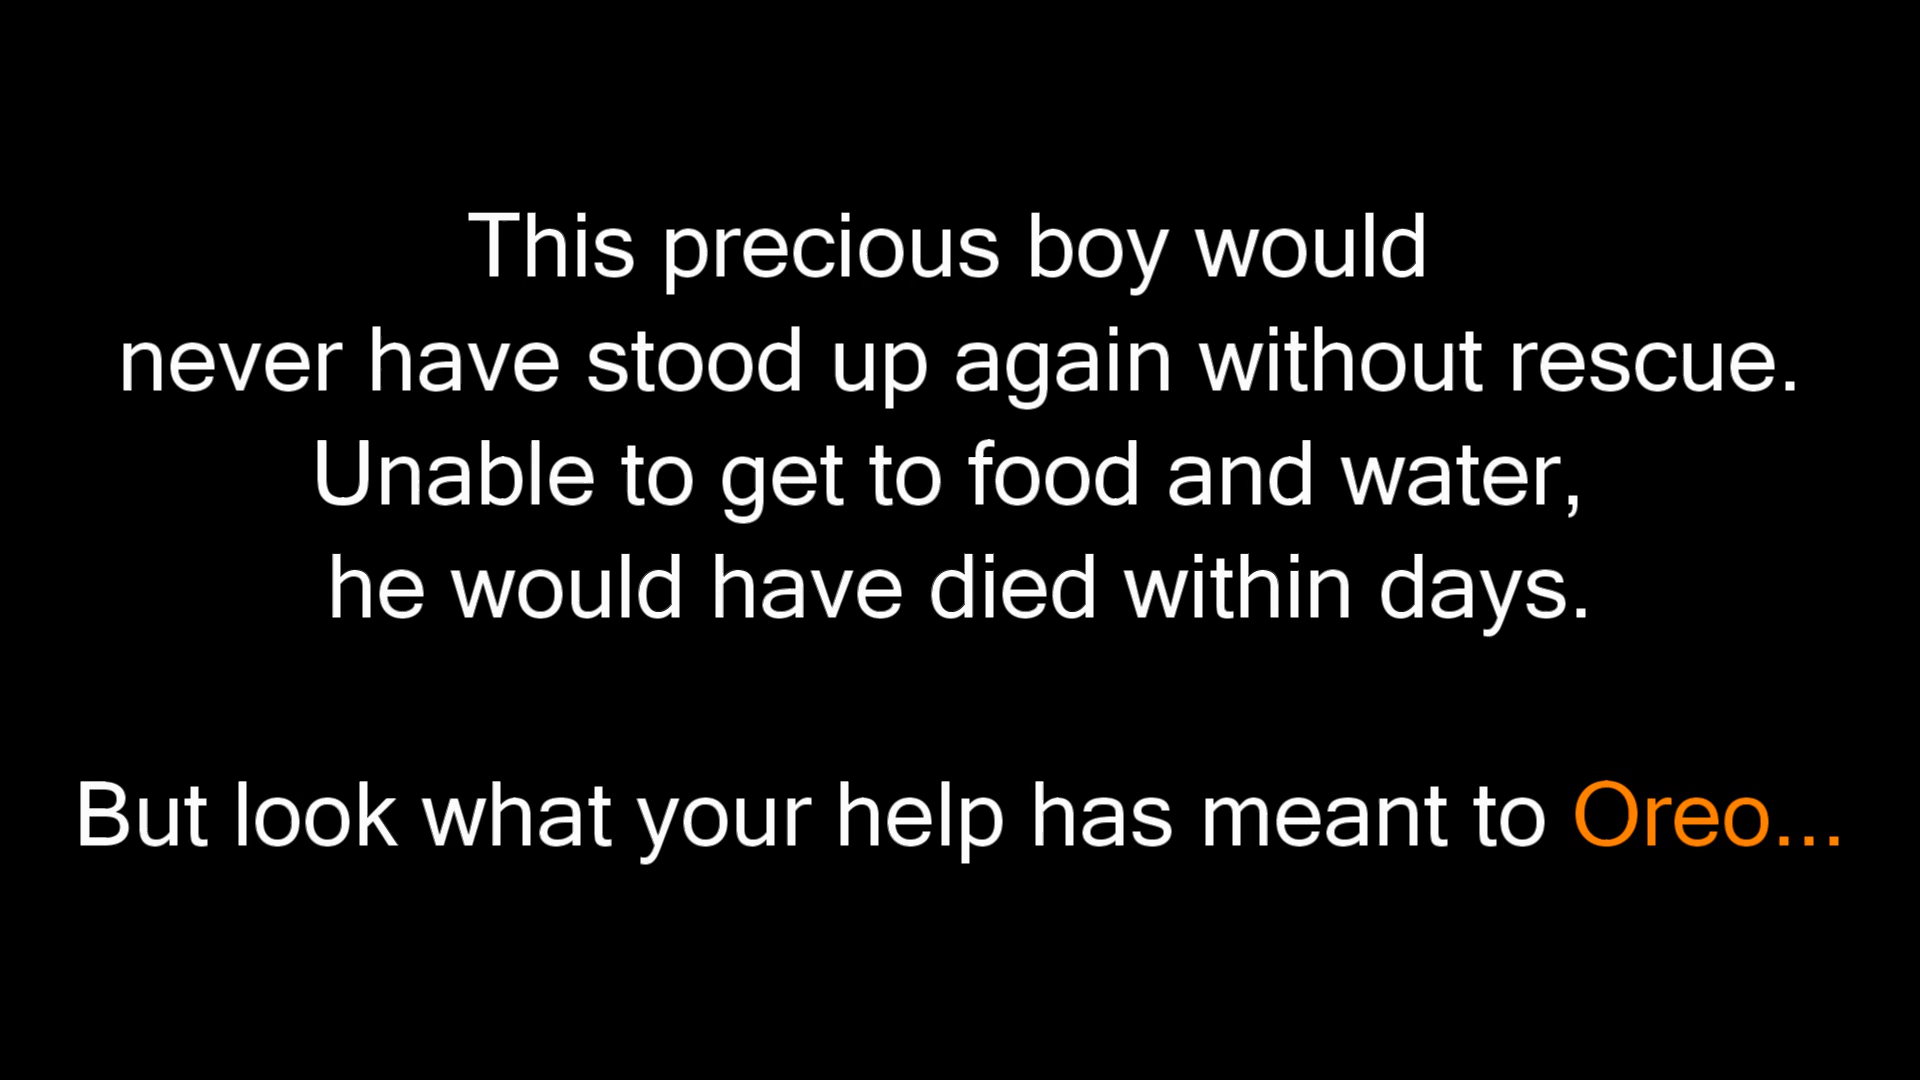 This precious boy would
never have stood up again without rescue.
Unable to get to food and water,
he would have died within days.
But look what your help has meant to Oreo...